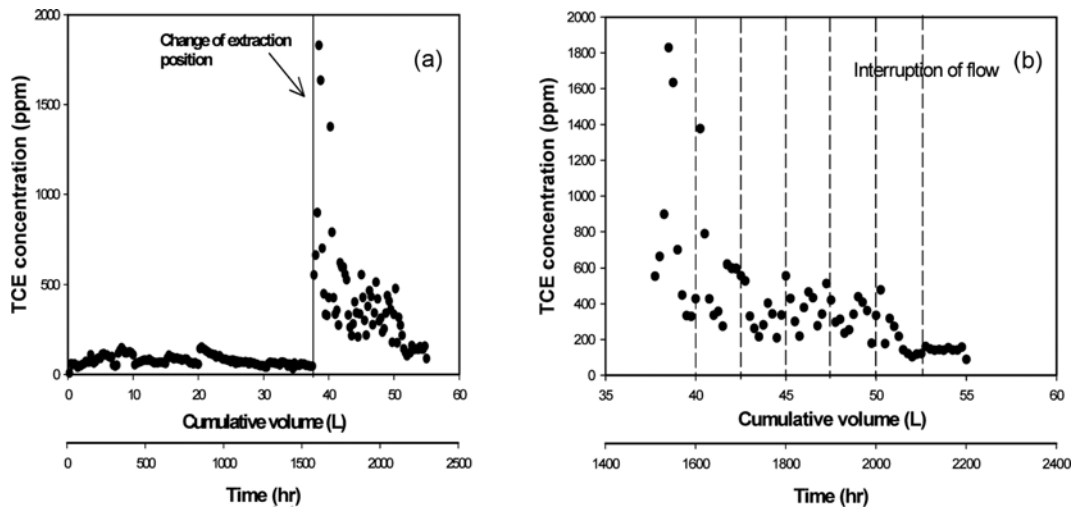 2000
1500
1000
500
0
TCE concentration (ppm)
Change of extraction
position
(a)
0 10 20 30 40 50 60
Cumulative volume (L)
0 500 1000 1500 2000 2500
Time (hr)
2000
1800
1600
1400
1200
1000
800
600
400
200
0
TCE concentration (ppm)
Interruption of flow
(b)
35 40 45 50 55 60
Cumulative volume (L)
1400 1600 1800 2000 2200 2400
Time (hr)